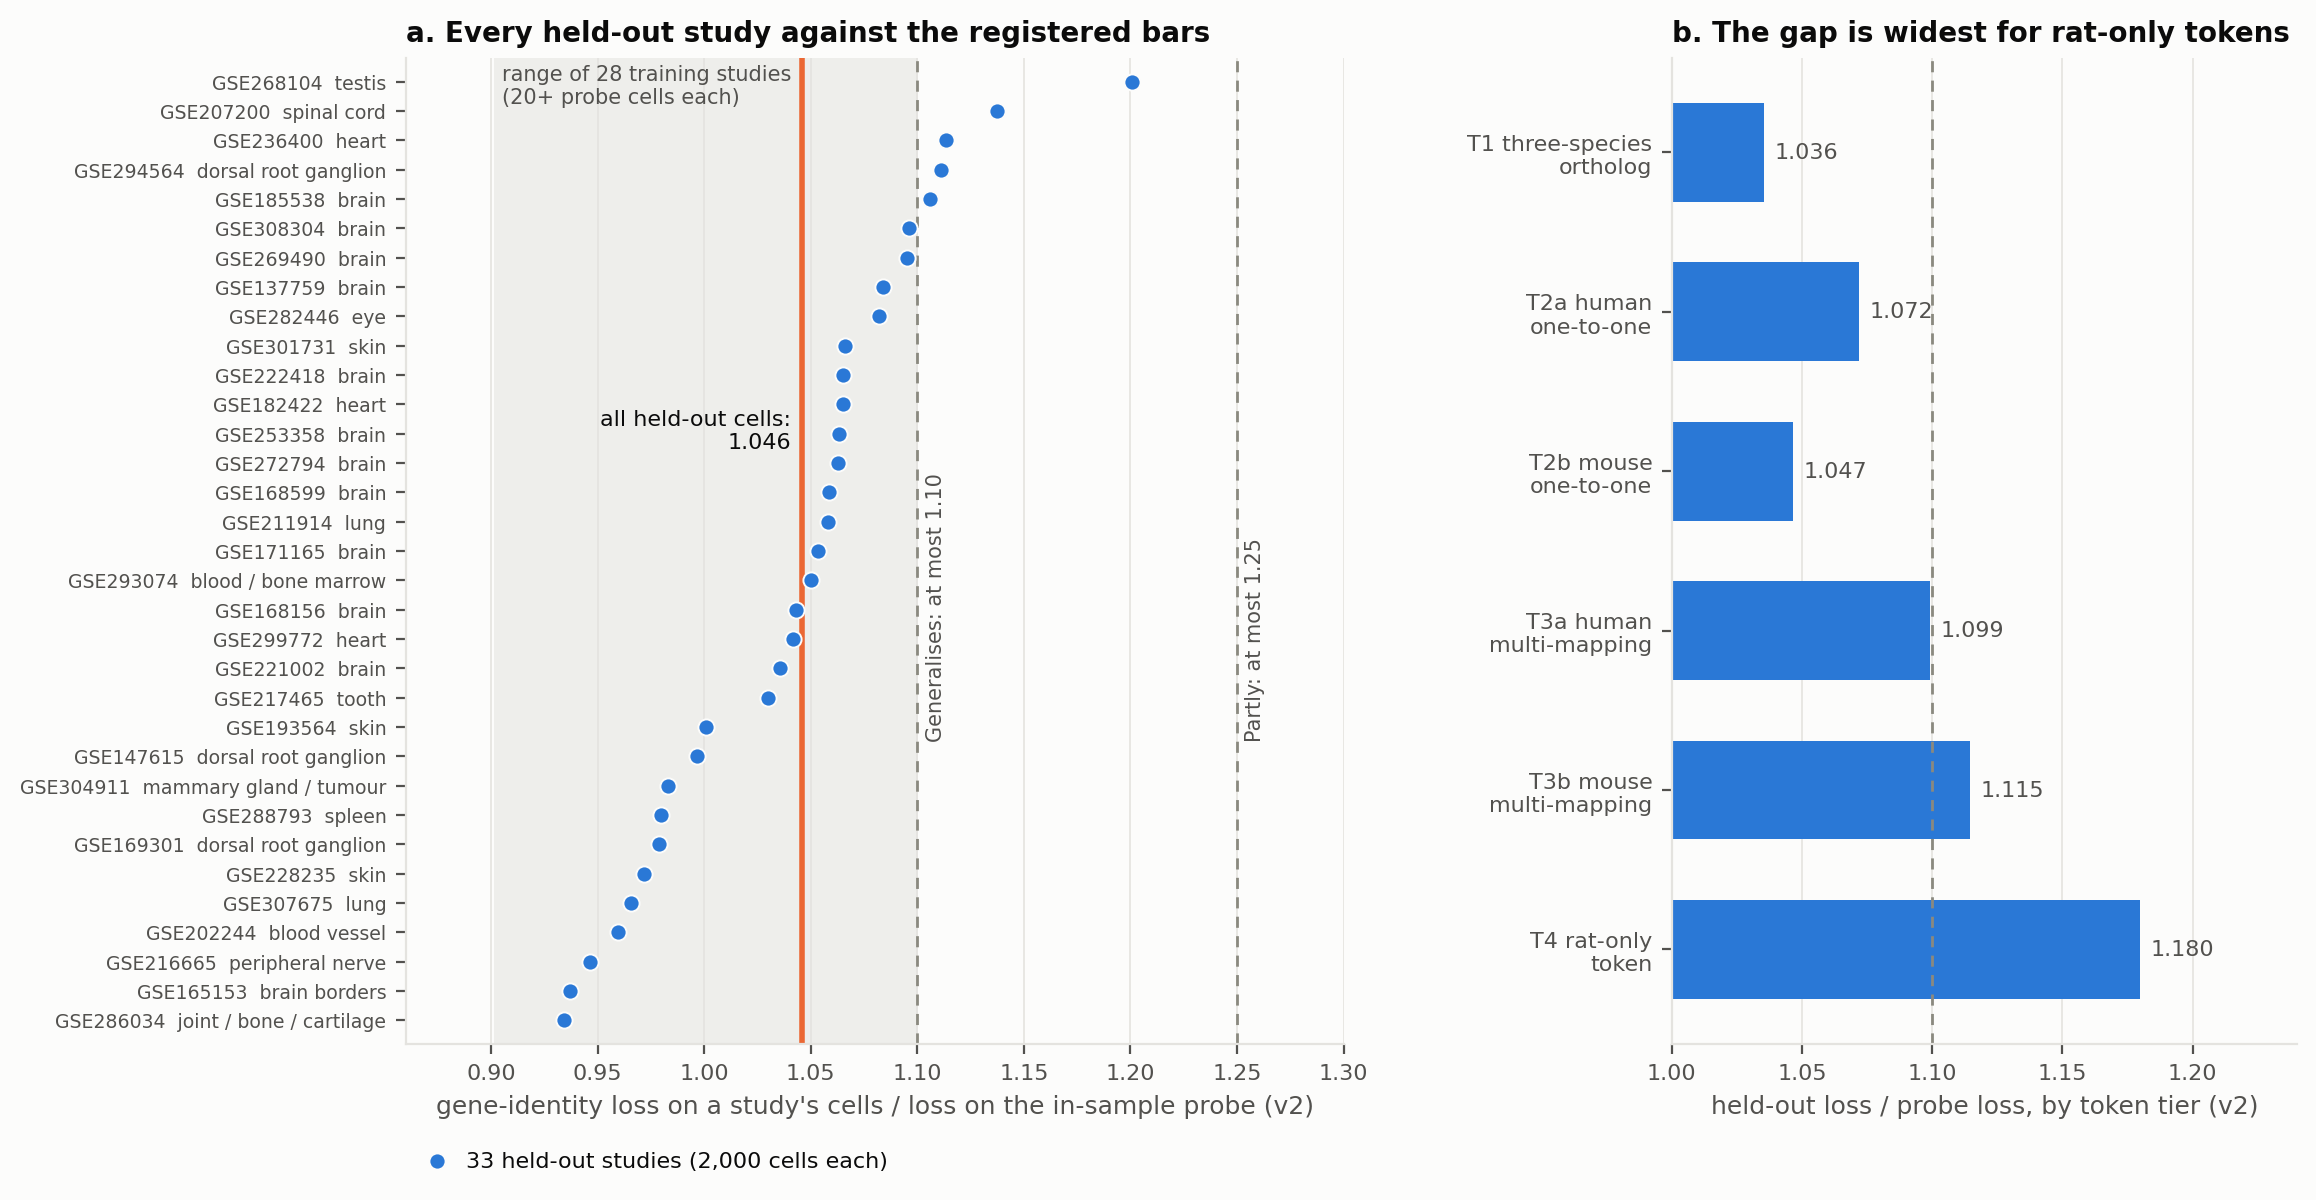 a. Every held-out study against the registered bars
range of 28 training studies
(20+ probe cells each)
GSE268104 testis
GSE207200 spinal cord
GSE236400 heart
GSE294564 dorsal root ganglion
GSE185538 brain
GSE308304 brain
GSE269490 brain
GSE137759 brain
GSE282446 eye
GSE301731 skin
GSE222418 brain
GSE182422 heart
GSE253358 brain
GSE272794 brain
GSE168599 brain
GSE211914 lung
GSE171165 brain
GSE293074 blood / bone marrow
GSE168156 brain
GSE299772 heart
GSE221002 brain
GSE217465 tooth
GSE193564 skin
GSE147615 dorsal root ganglion
GSE304911 mammary gland / tumour
GSE288793 spleen
GSE169301 dorsal root ganglion
GSE228235 skin
GSE307675 lung
GSE202244 blood vessel
GSE216665 peripheral nerve
GSE165153 brain borders
GSE286034 joint / bone / cartilage
all held-out cells:
1.046
Generalises: at most 1.10
Partly: at most 1.25
0.90 0.95 1.00 1.05 1.10 1.15 1.20 1.25 1.30
gene-identity loss on a study's cells / loss on the in-sample probe (v2)
33 held-out studies (2,000 cells each)
b. The gap is widest for rat-only tokens
T1 three-species
ortholog
1.036
T2a human
one-to-one
1.072
T2b mouse
one-to-one
1.047
T3a human
multi-mapping
1.099
T3b mouse
multi-mapping
1.115
T4 rat-only
token
1.180
1.00 1.05 1.10 1.15 1.20
held-out loss / probe loss, by token tier (v2)